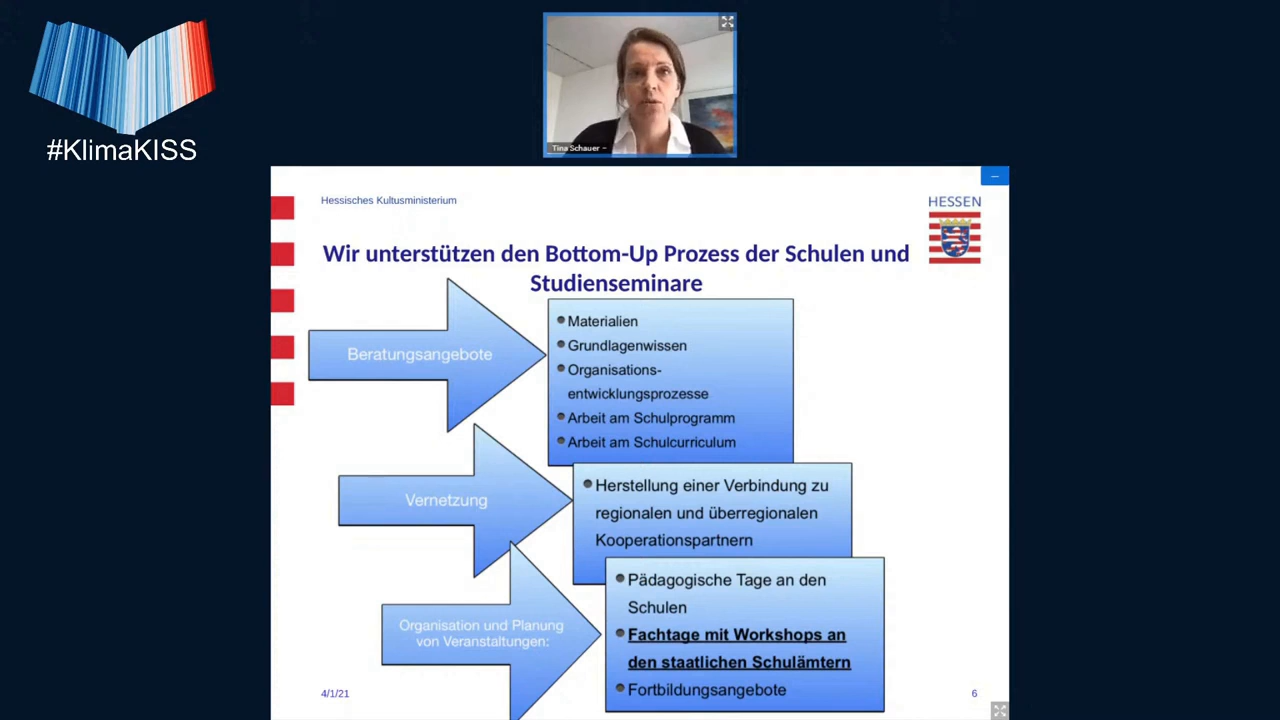 #KlimaKISS
Tina Schauer –
Hessisches Kultusministerium
HESSEN
Wir unterstützen den Bottom-Up Prozess der Schulen und
Studienseminare
Beratungsangebote
Materialien
Grundlagenwissen
Organisations-
entwicklungsprozesse
Arbeit am Schulprogramm
Arbeit am Schulcurriculum
Vernetzung
Herstellung einer Verbindung zu
regionalen und überregionalen
Kooperationspartnern
Organisation und Planung
von Veranstaltungen:
Pädagogische Tage an den
Schulen
Fachtage mit Workshops an
den staatlichen Schulämtern
Fortbildungsangebote
4/1/21
6